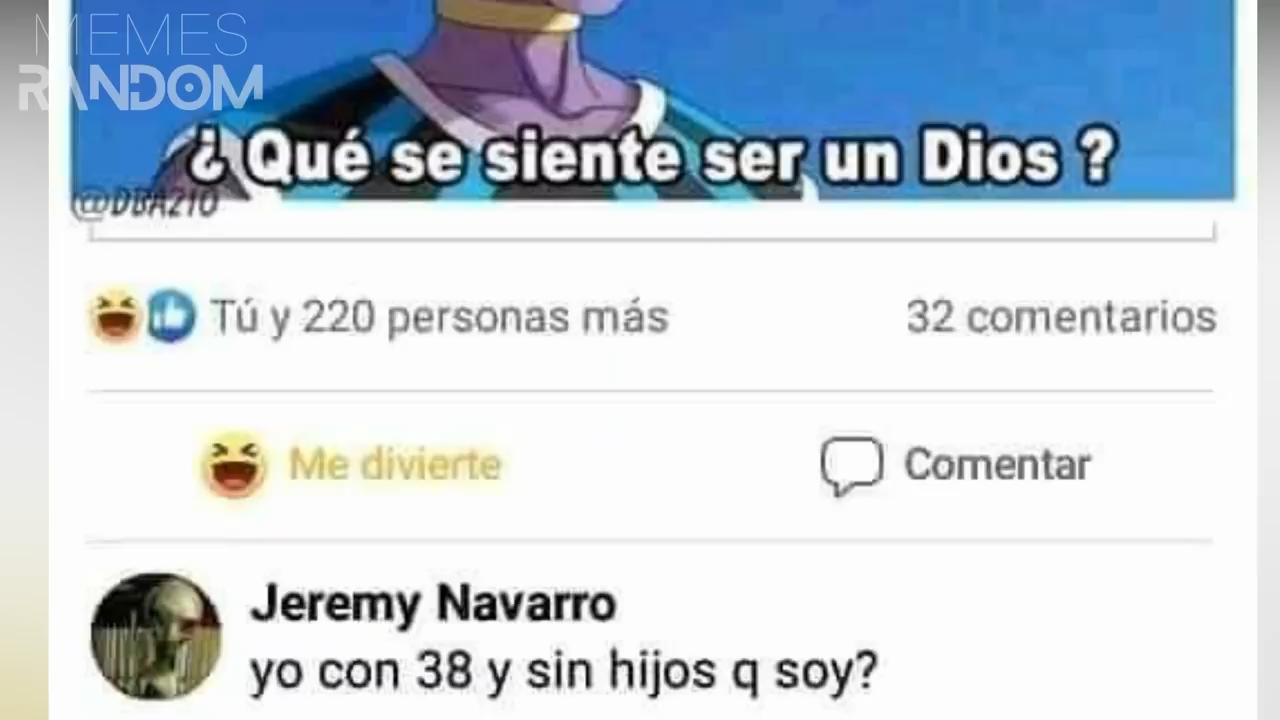 MEMES
RANDOM
¿ Qué se siente ser un Dios ?
@DBAZIO
Tú y 220 personas más
32 comentarios
Me divierte
Comentar
Jeremy Navarro
yo con 38 y sin hijos q soy?